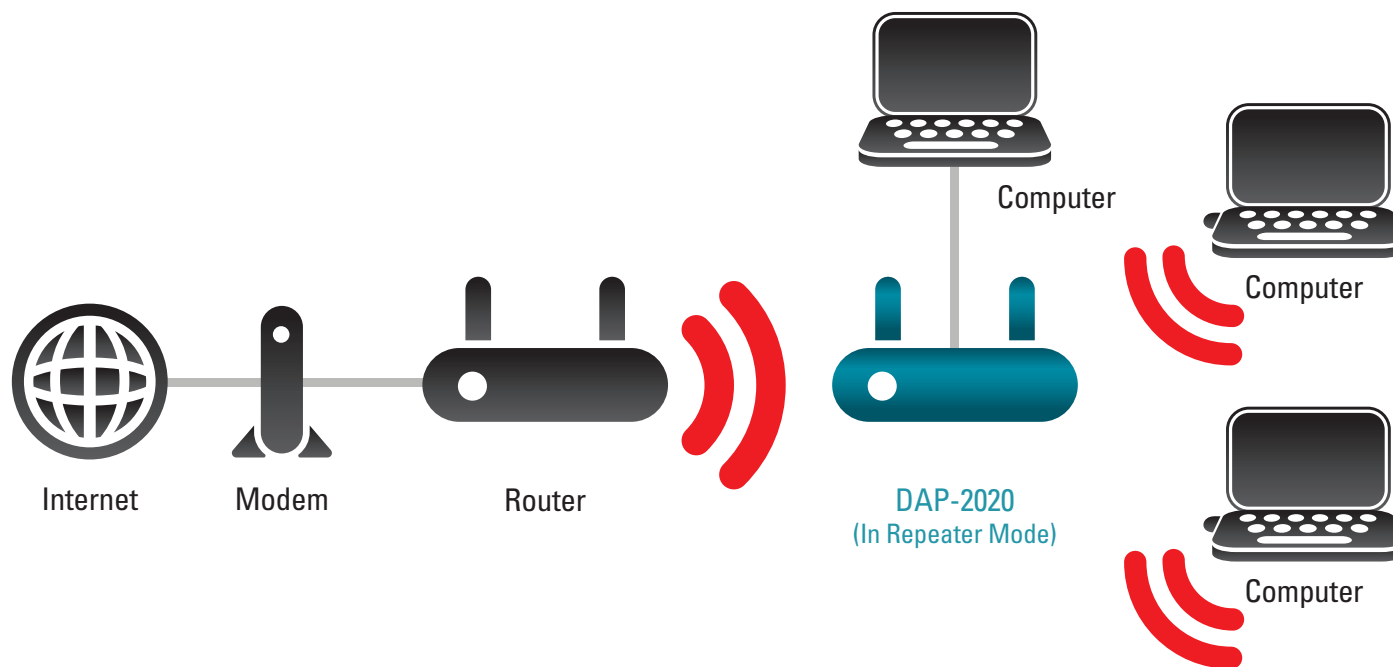 Computer
Computer
Internet
Modem
Router
DAP-2020
(In Repeater Mode)
Computer